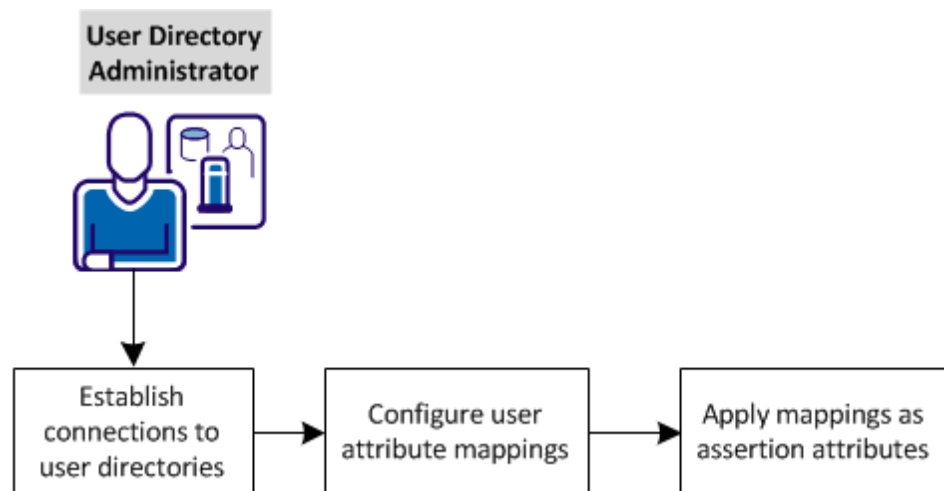 User Directory
Administrator
Establish
connections to
user directories
Configure user
attribute mappings
Apply mappings as
assertion attributes